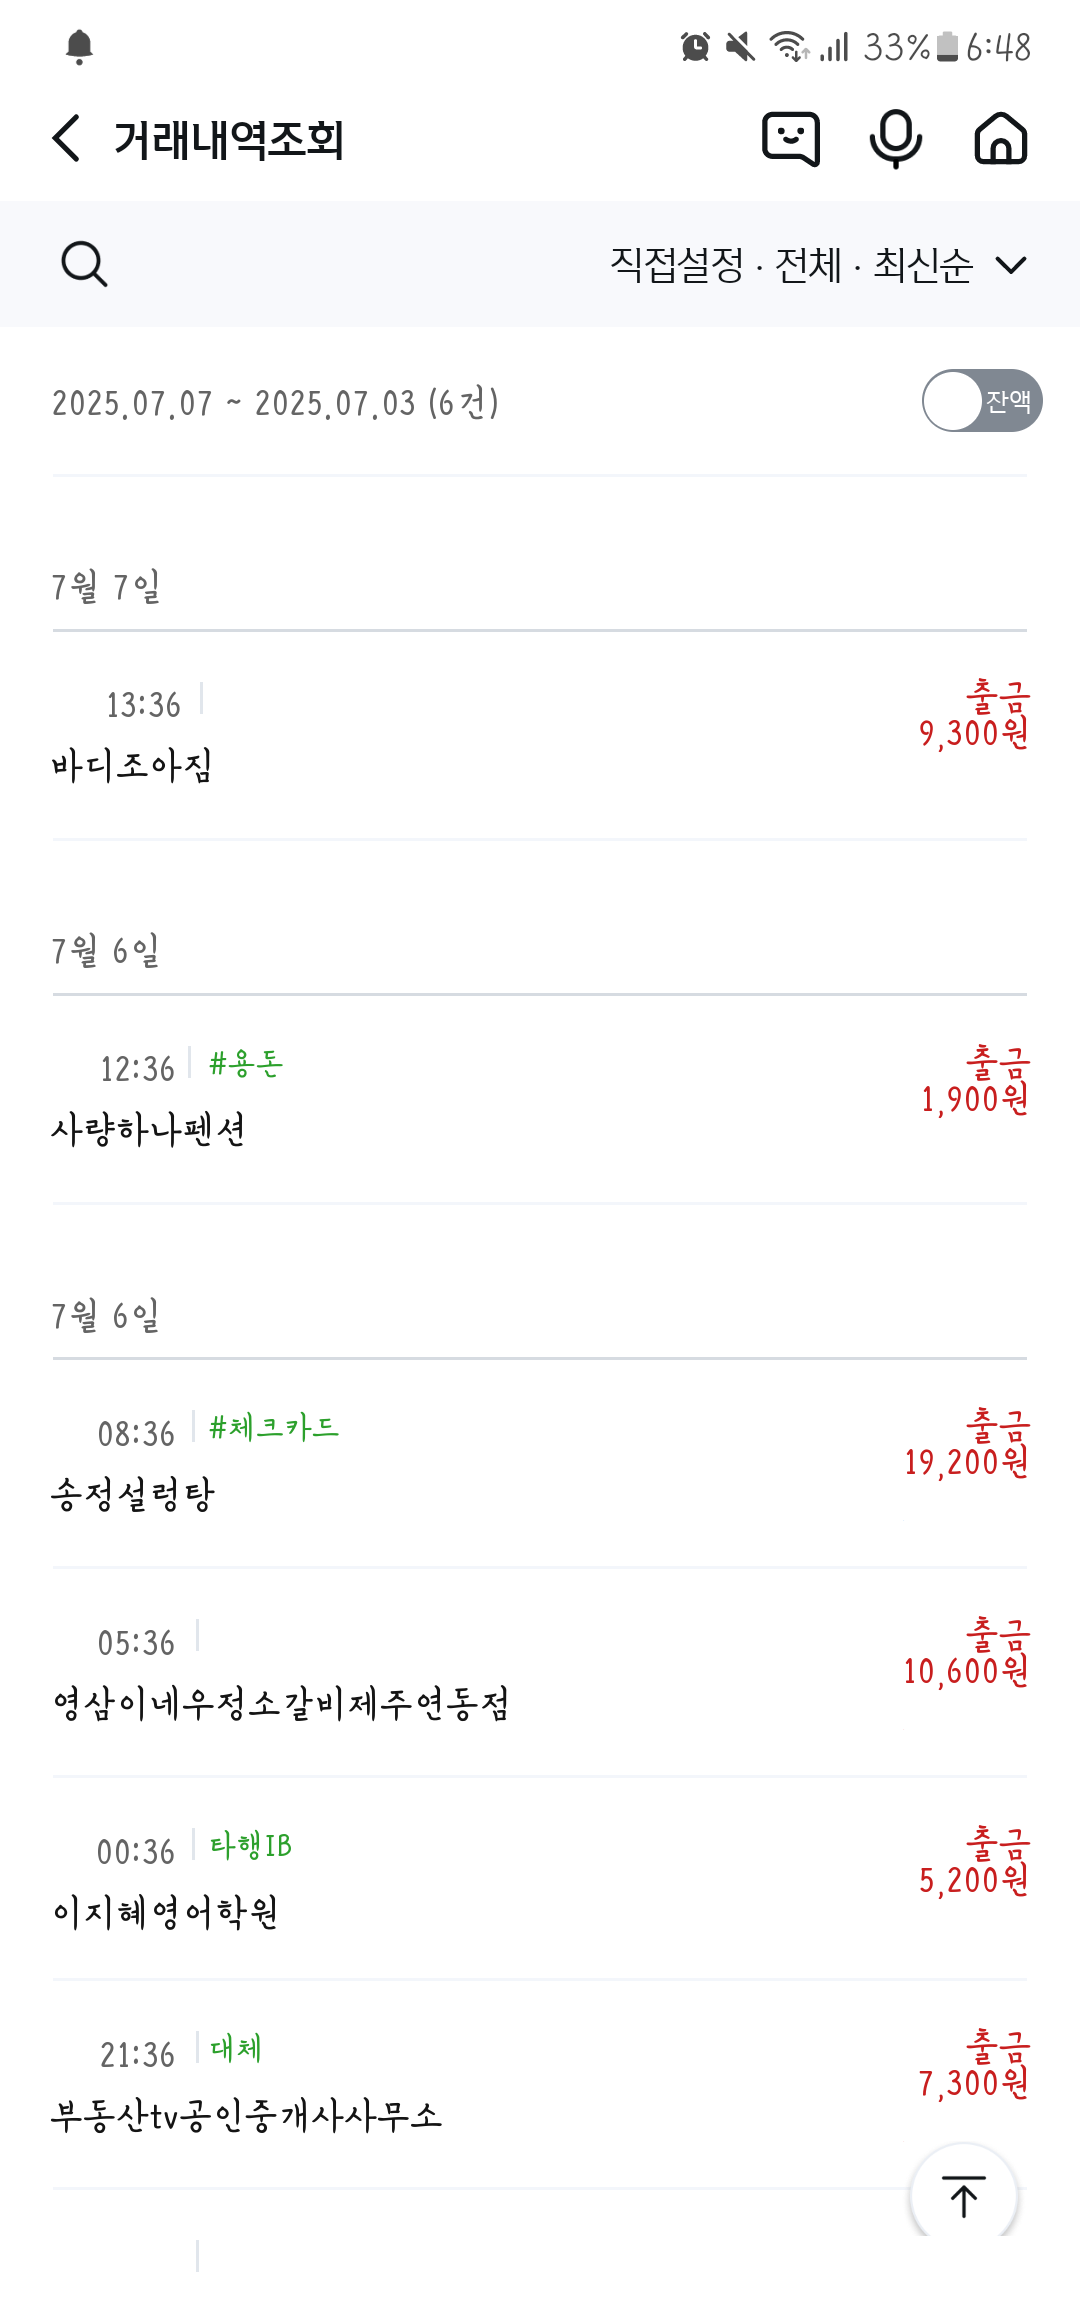 33% 6:48
거래내역조회
직접설정 · 전체 · 최신순
2025.07.07 ~ 2025.07.03 (6건)
잔액
7월 7일
13:36
출금
9,300원
바디조아짐
7월 6일
12:36 #용돈
출금
1,900원
사량하나펜션
7월 6일
08:36 #체크카드
출금
19,200원
송정설렁탕
05:36
출금
10,600원
영삼이네우정소갈비제주연동점
00:36 타행IB
출금
5,200원
이지혜영어학원
21:36 대체
출금
7,300원
부동산tv공인중개사사무소